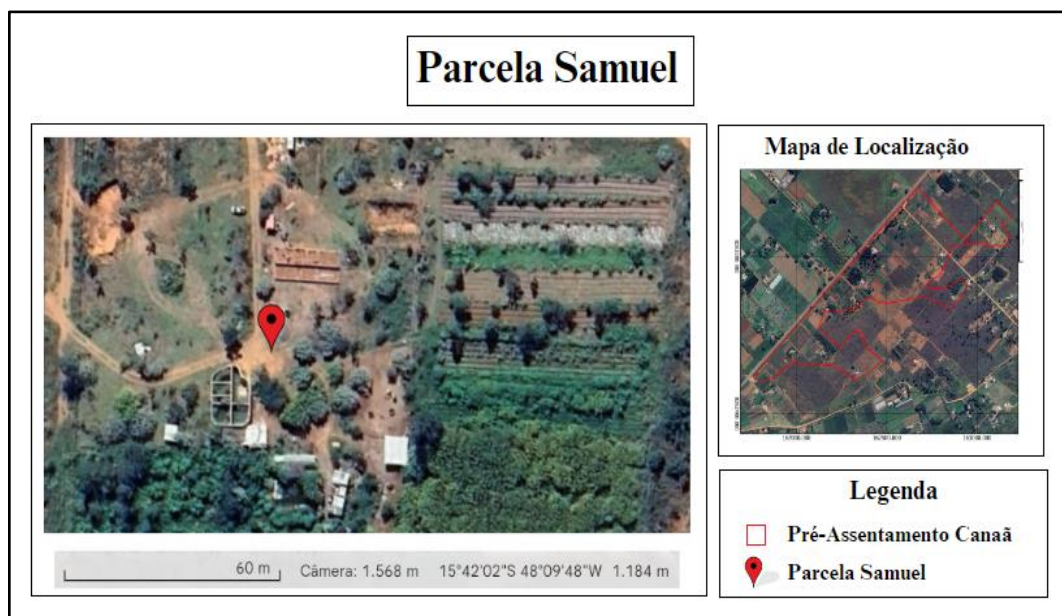 Parcela Samuel
Mapa de Localização
60 m
Câmera: 1.568 m 15°42'02"S 48°09'48"W 1.184 m
Legenda
Pré-Assentamento Canaã
Parcela Samuel